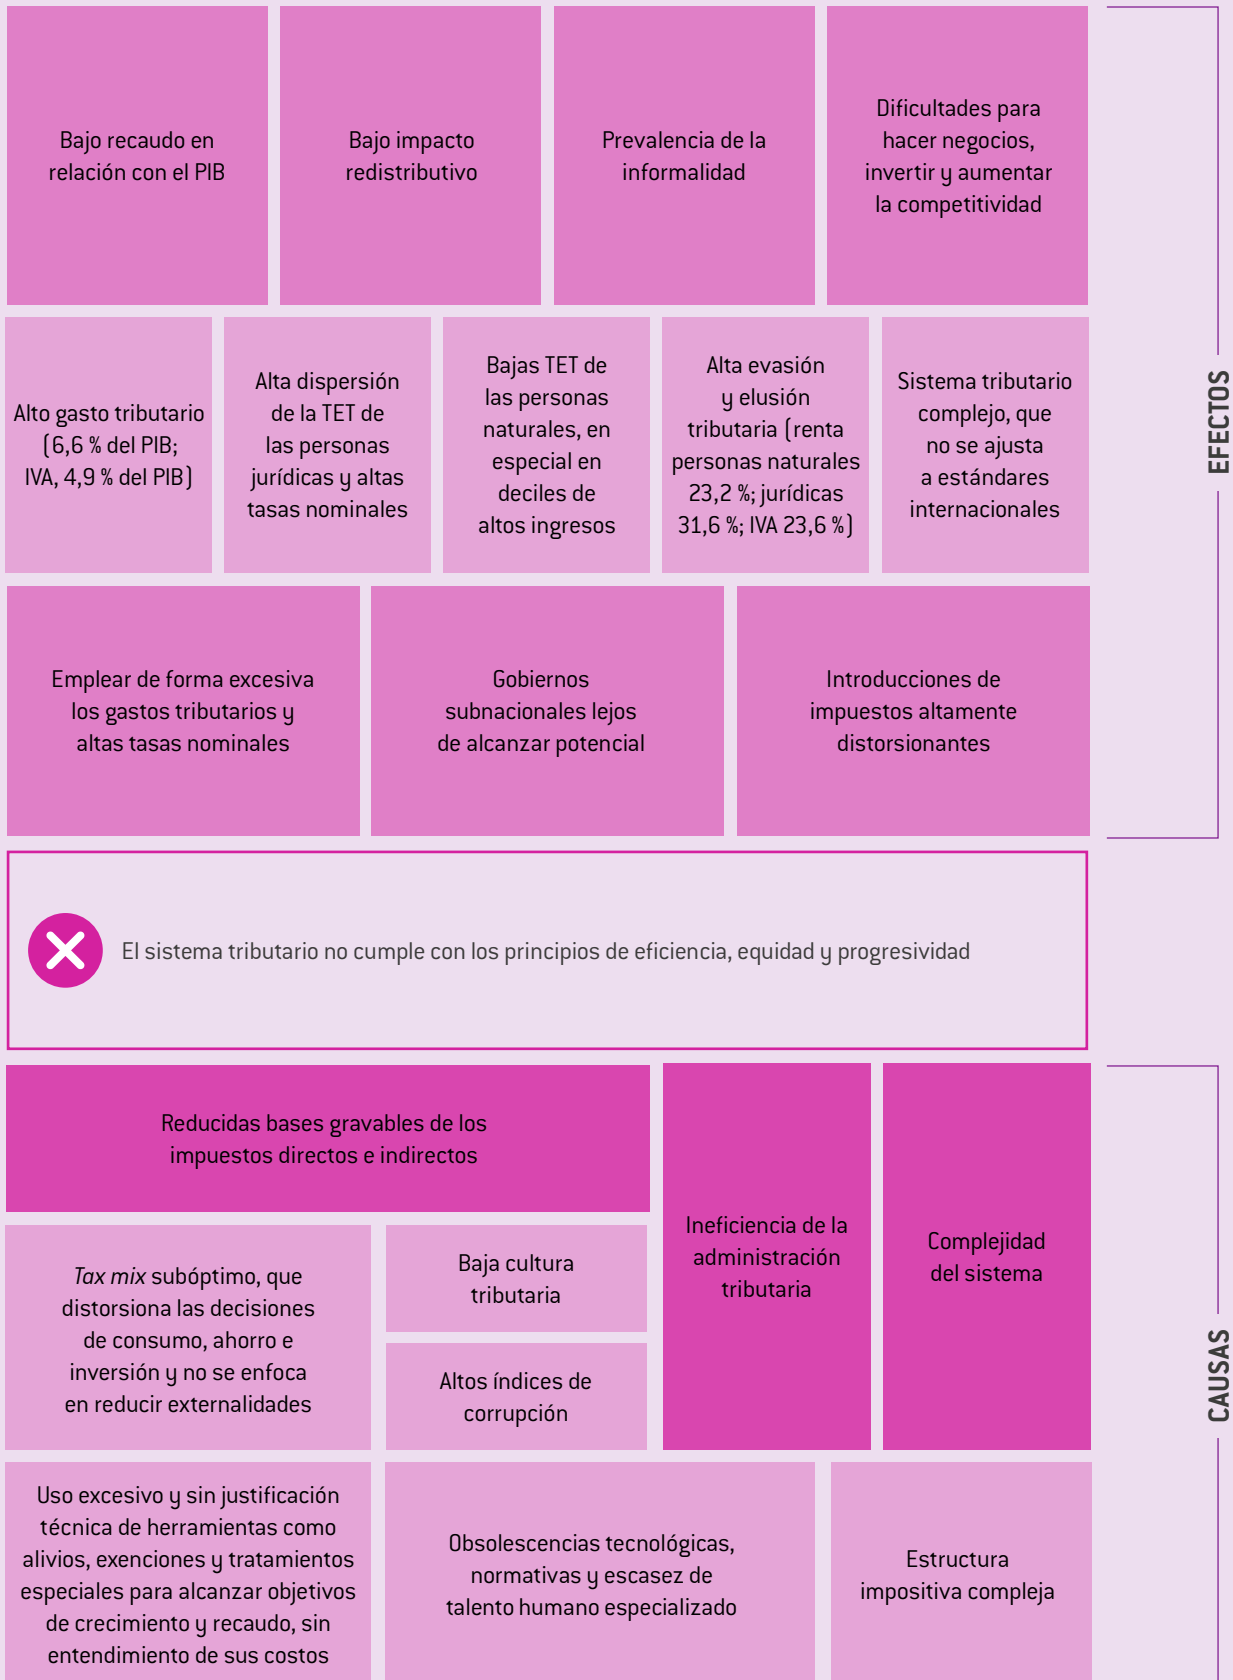 Bajo recaudo en
relación con el PIB
Bajo impacto
redistributivo
Prevalencia de la
informalidad
Dificultades para
hacer negocios,
invertir y aumentar
la competitividad
Alto gasto tributario
(6,6 % del PIB;
IVA, 4,9 % del PIB)
Alta dispersión
de la TET de
las personas
jurídicas y altas
tasas nominales
Bajas TET de
las personas
naturales, en
especial en
deciles de
altos ingresos
Alta evasión
y elusión
tributaria (renta
personas naturales
23,2 %; jurídicas
31,6 %; IVA 23,6 %)
Sistema tributario
complejo, que
no se ajusta
a estándares
internacionales
EFECTOS
Emplear de forma excesiva
los gastos tributarios y
altas tasas nominales
Gobiernos
subnacionales lejos
de alcanzar potencial
Introducciones de
impuestos altamente
distorsionantes
El sistema tributario no cumple con los principios de eficiencia, equidad y progresividad
Reducidas bases gravables de los
impuestos directos e indirectos
Ineficiencia de la
administración
tributaria
Complejidad
del sistema
Tax mix subóptimo, que
distorsiona las decisiones
de consumo, ahorro e
inversión y no se enfoca
en reducir externalidades
Baja cultura
tributaria
Altos índices de
corrupción
CAUSAS
Uso excesivo y sin justificación
técnica de herramientas como
alivios, exenciones y tratamientos
especiales para alcanzar objetivos
de crecimiento y recaudo, sin
entendimiento de sus costos
Obsolescencias tecnológicas,
normativas y escasez de
talento humano especializado
Estructura
impositiva compleja